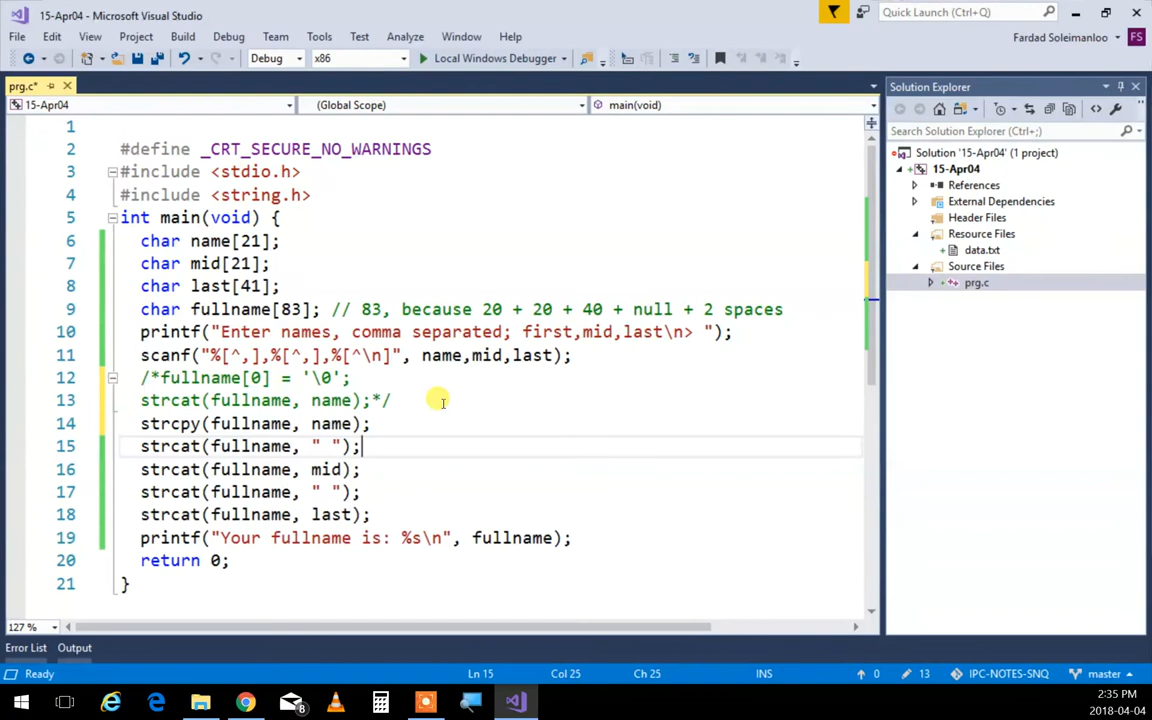 15-Apr04 - Microsoft Visual Studio
Quick Launch (Ctrl+Q)
File Edit View Project Build Debug Team Tools Test Analyze Window Help
Fardad Soleimanloo FS
Debug x86 Local Windows Debugger
prg.c*
15-Apr04 (Global Scope) main(void)
1
2 #define _CRT_SECURE_NO_WARNINGS
3 #include <stdio.h>
4 #include <string.h>
5 int main(void) {
6 char name[21];
7 char mid[21];
8 char last[41];
9 char fullname[83]; // 83, because 20 + 20 + 40 + null + 2 spaces
10 printf("Enter names, comma separated; first,mid,last\n> ");
11 scanf("%[^,],%[^,],%[^\n]", name,mid,last);
12 /*fullname[0] = '\0';
13 strcat(fullname, name);*/
14 strcpy(fullname, name);
15 strcat(fullname, " ");
16 strcat(fullname, mid);
17 strcat(fullname, " ");
18 strcat(fullname, last);
19 printf("Your fullname is: %s\n", fullname);
20 return 0;
21 }
127 %
Solution Explorer
Search Solution Explorer (Ctrl+;)
Solution '15-Apr04' (1 project)
15-Apr04
References
External Dependencies
Header Files
Resource Files
data.txt
Source Files
prg.c
Error List Output
Ready Ln 15 Col 25 Ch 25 INS 0 13 IPC-NOTES-SNQ master
8
2:35 PM
2018-04-04